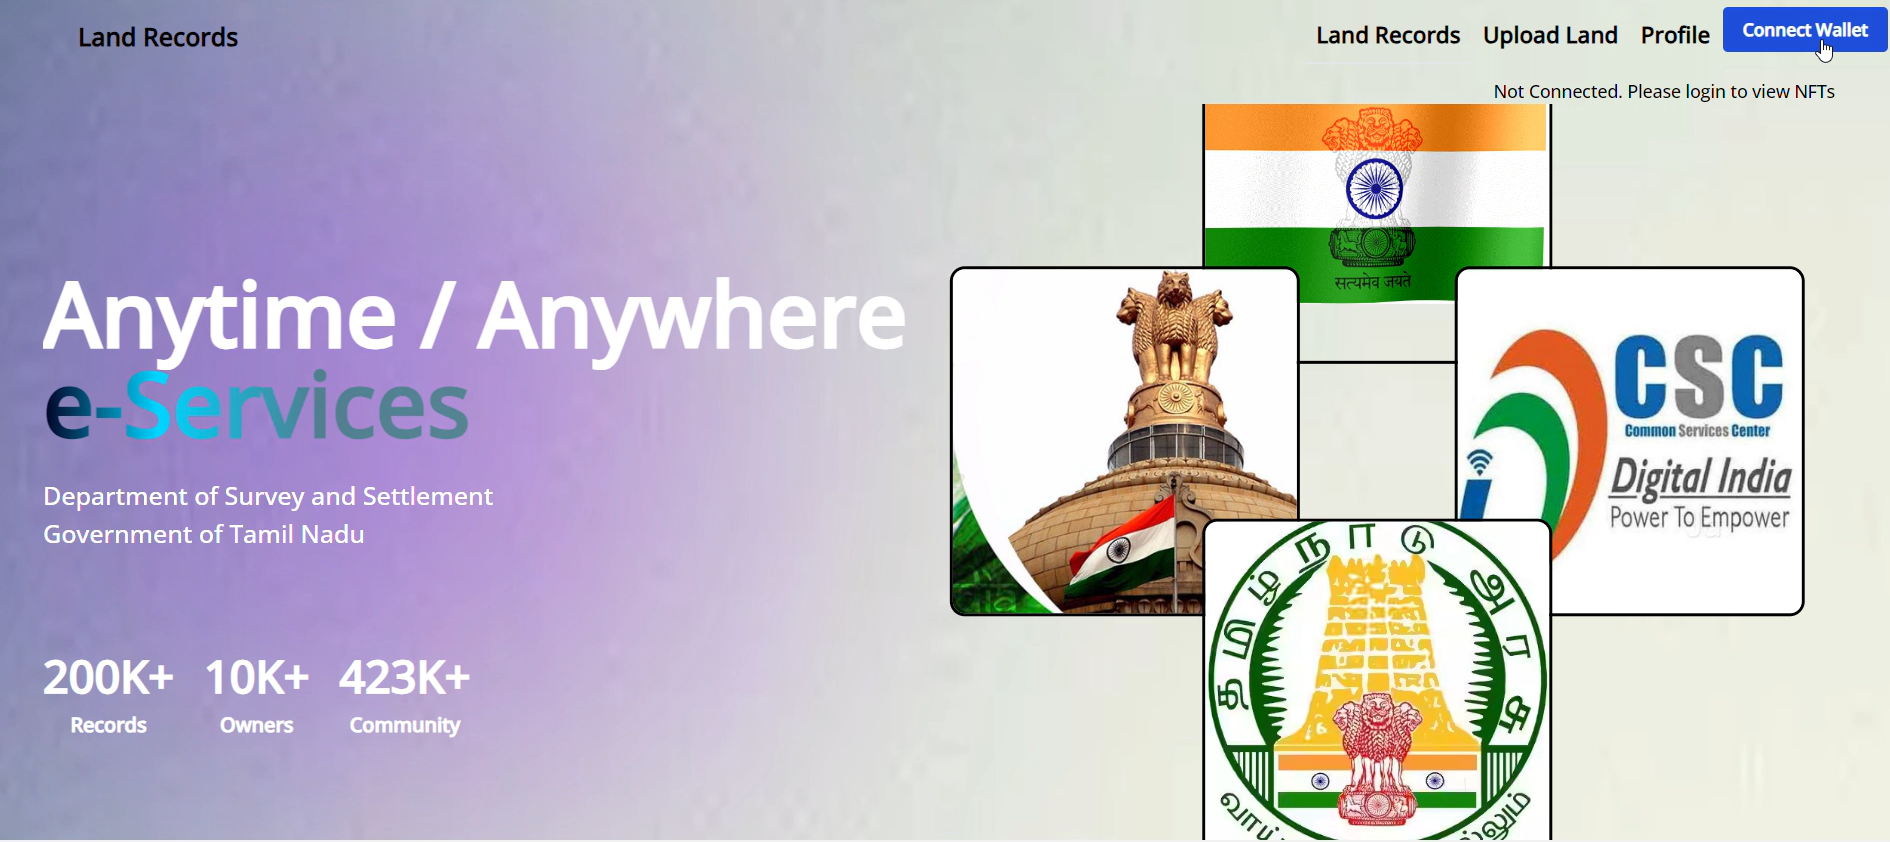 Land Records
Land Records
Upload Land
Profile
Connect Wallet
Not Connected. Please login to view NFTs
सत्यमेव जयते
Anytime / Anywhere
e-Services
CSC
Common Services Center
Digital India
Power To Empower
Department of Survey and Settlement
Government of Tamil Nadu
தமிழ்நாடு அரசு
200K+
10K+
423K+
Records
Owners
Community